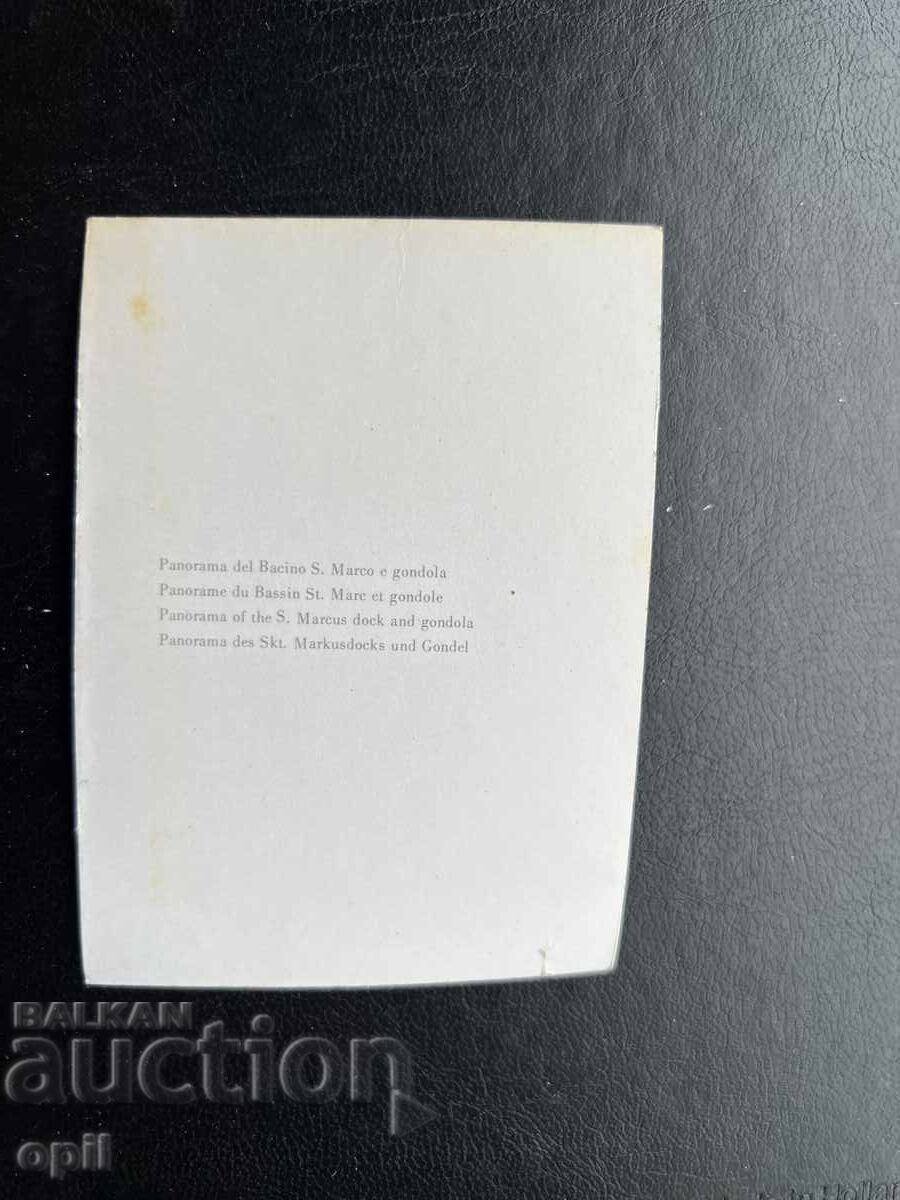 Panorama del Bacino S. Marco e gondola
Panorame du Bassin St. Marc et gondole
Panorama of the S. Marcus dock and gondola
Panorama des Skt. Markusdocks und Gondel
BALKAN
auction
opil